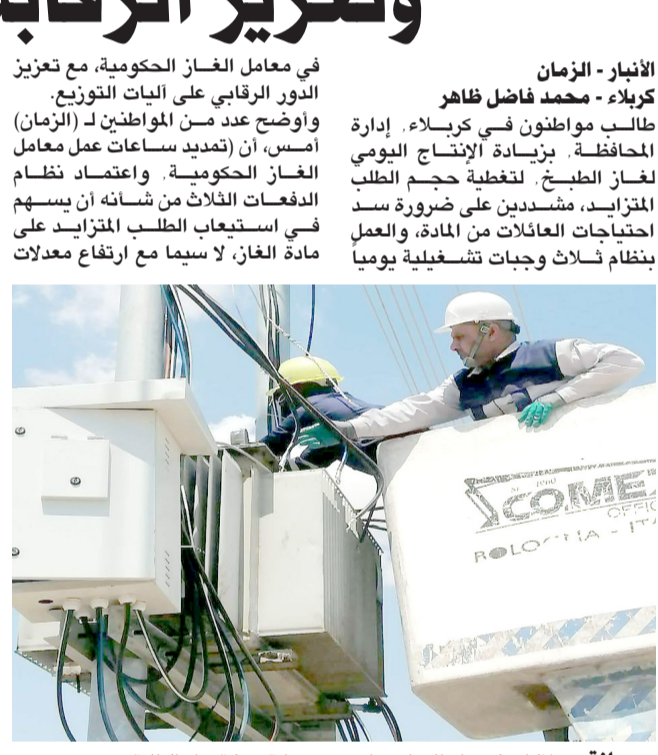 وتعزيز الرقابة
الأنبار - الزمان
كربلاء - محمد فاضل ظاهر
طالب مواطنون في كربلاء، إدارة
المحافظة، بزيادة الإنتاج اليومي
لغاز الطبخ، لتغطية حجم الطلب
المتزايد، مشددين على ضرورة سد
احتياجات العائلات من المادة، والعمل
بنظام ثلاث وجبات تشغيلية يومياً
في معامل الغاز الحكومية، مع تعزيز
الدور الرقابي على آليات التوزيع.
وأوضح عدد من المواطنين لـ (الزمان)
أمس، أن (تمديد ساعات عمل معامل
الغاز الحكومية، واعتماد نظام
الدفعات الثلاث من شأنه أن يسهم
في استيعاب الطلب المتزايد على
مادة الغاز، لا سيما مع ارتفاع معدلات
COME
OFFIC